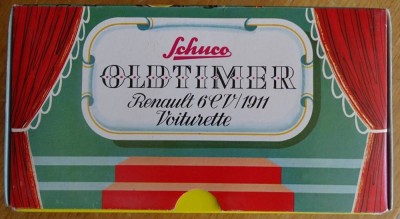 Schuco
OLDTIMER
Renault 6CV/1911
Voiturette